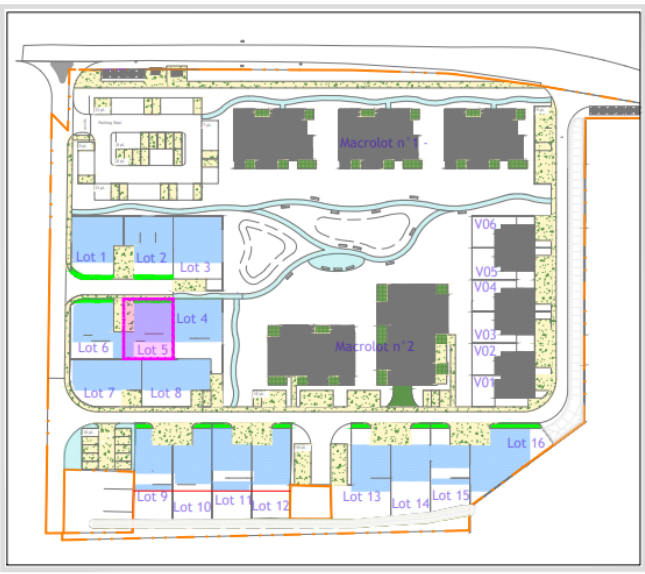 Macrolot n°1 -
V06
Lot 1
Lot 2
Lot 3
V05
V04
Lot 4
V03
Lot 6
Lot 5
Macrolot n°2
V02
Lot 7
Lot 8
V01
Lot 16
Lot 9
Lot 10
Lot 11
Lot 12
Lot 13
Lot 14
Lot 15